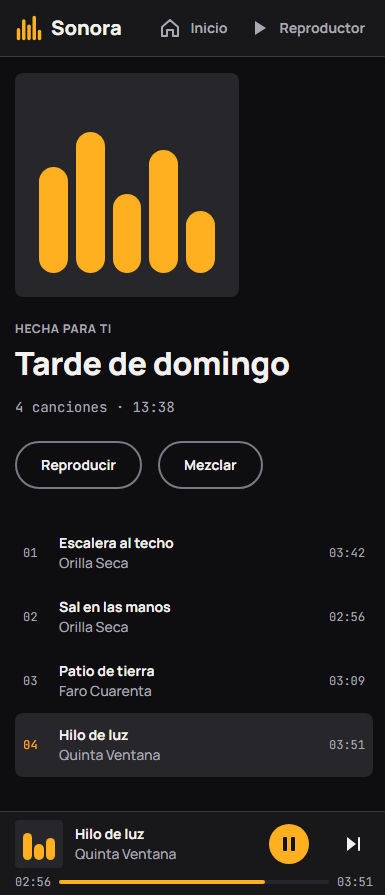 Sonora
Inicio
Reproductor
HECHA PARA TI
Tarde de domingo
4 canciones · 13:38
Reproducir
Mezclar
01 Escalera al techo 03:42
Orilla Seca
02 Sal en las manos 02:56
Orilla Seca
03 Patio de tierra 03:09
Faro Cuarenta
04 Hilo de luz 03:51
Quinta Ventana
Hilo de luz
Quinta Ventana
02:56 03:51